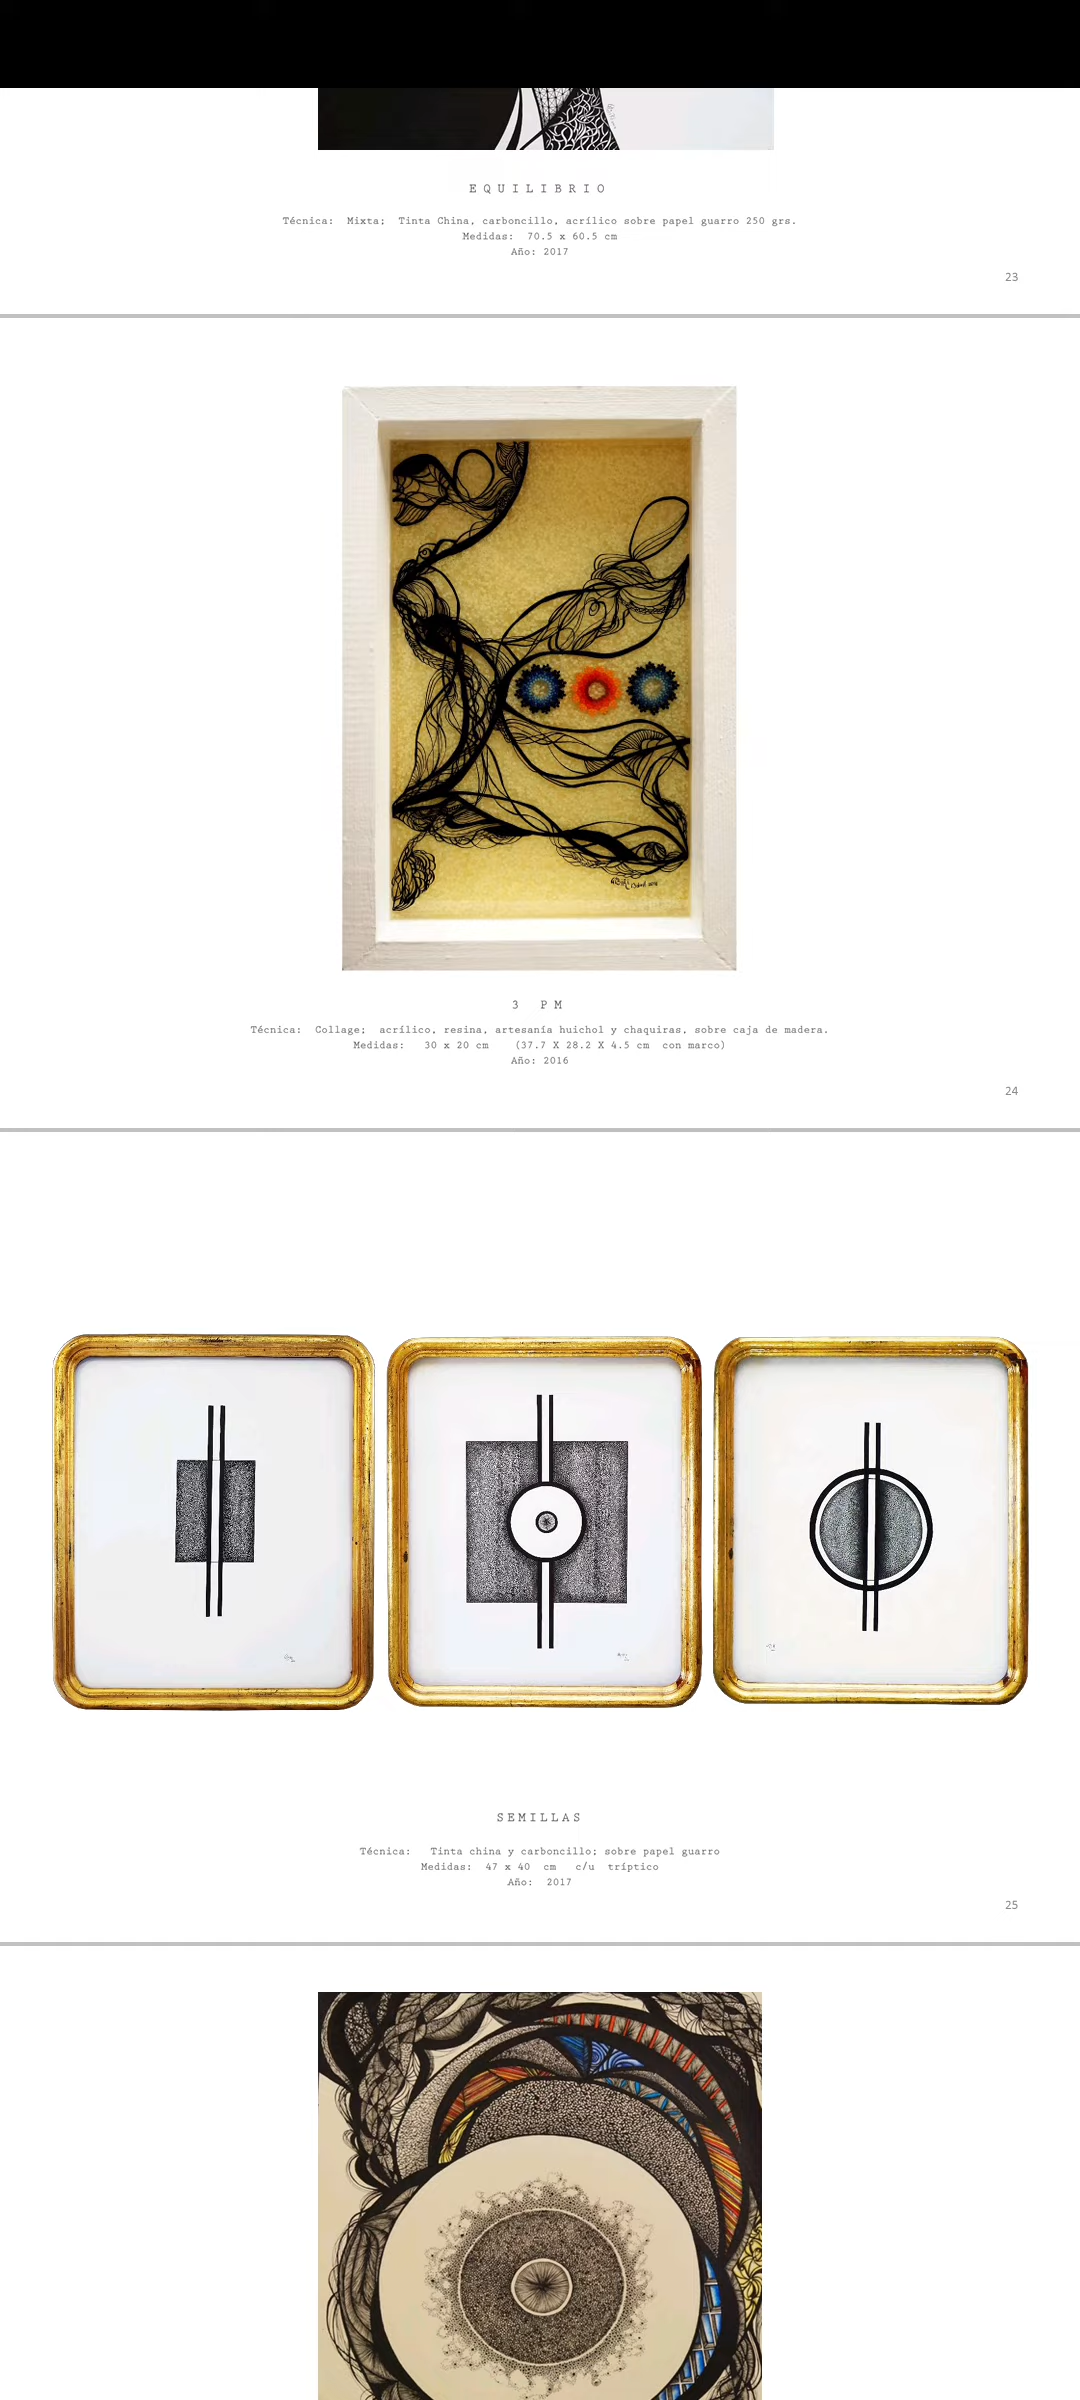 EQUILIBRIO
Técnica: Mixta; Tinta China, carboncillo, acrílico sobre papel guarro 250 grs.
Medidas: 70.5 x 60.5 cm
Año: 2017
23
3 PM
Técnica: Collage; acrílico, resina, artesanía huichol y chaquiras, sobre caja de madera.
Medidas: 30 x 20 cm (37.7 X 28.2 X 4.5 cm con marco)
Año: 2016
24
SEMILLAS
Técnica: Tinta china y carboncillo; sobre papel guarro
Medidas: 47 x 40 cm c/u tríptico
Año: 2017
25